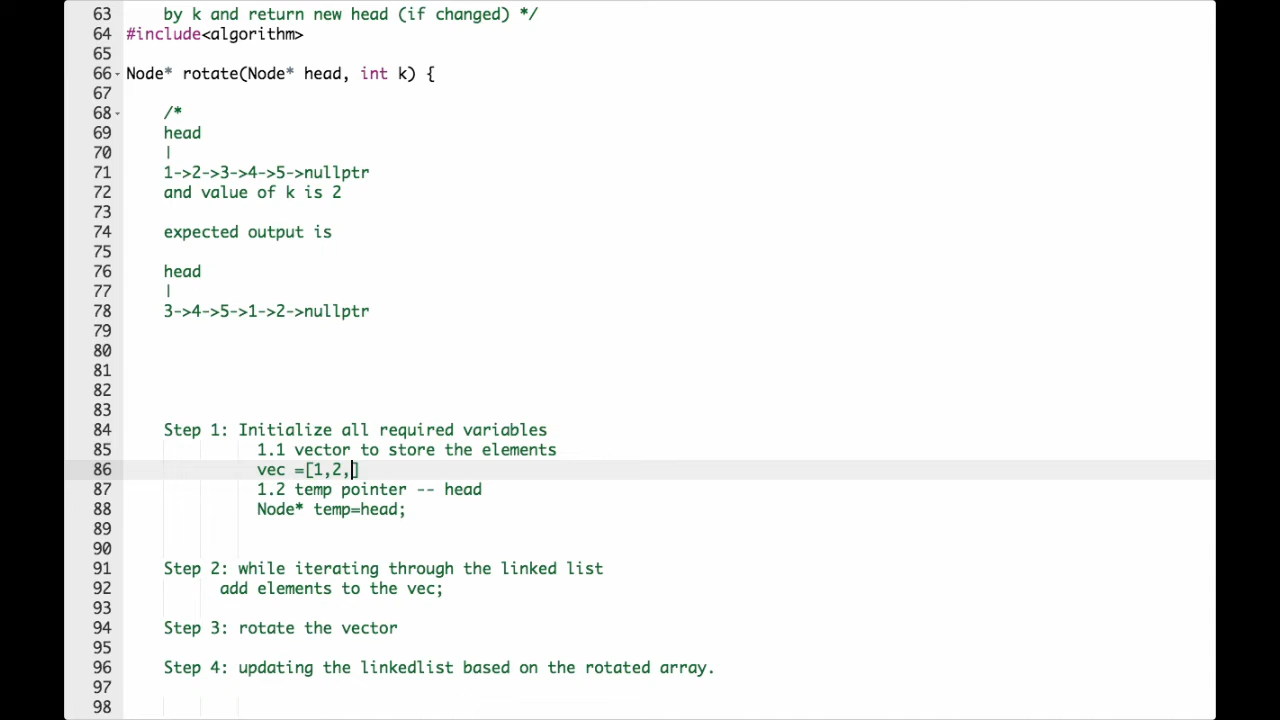 63 by k and return new head (if changed) */
64 #include<algorithm>
65
66 Node* rotate(Node* head, int k) {
67
68 /*
69 head
70 |
71 1->2->3->4->5->nullptr
72 and value of k is 2
73
74 expected output is
75
76 head
77 |
78 3->4->5->1->2->nullptr
79
80
81
82
83
84 Step 1: Initialize all required variables
85 1.1 vector to store the elements
86 vec =[1,2,]
87 1.2 temp pointer -- head
88 Node* temp=head;
89
90
91 Step 2: while iterating through the linked list
92 add elements to the vec;
93
94 Step 3: rotate the vector
95
96 Step 4: updating the linkedlist based on the rotated array.
97
98